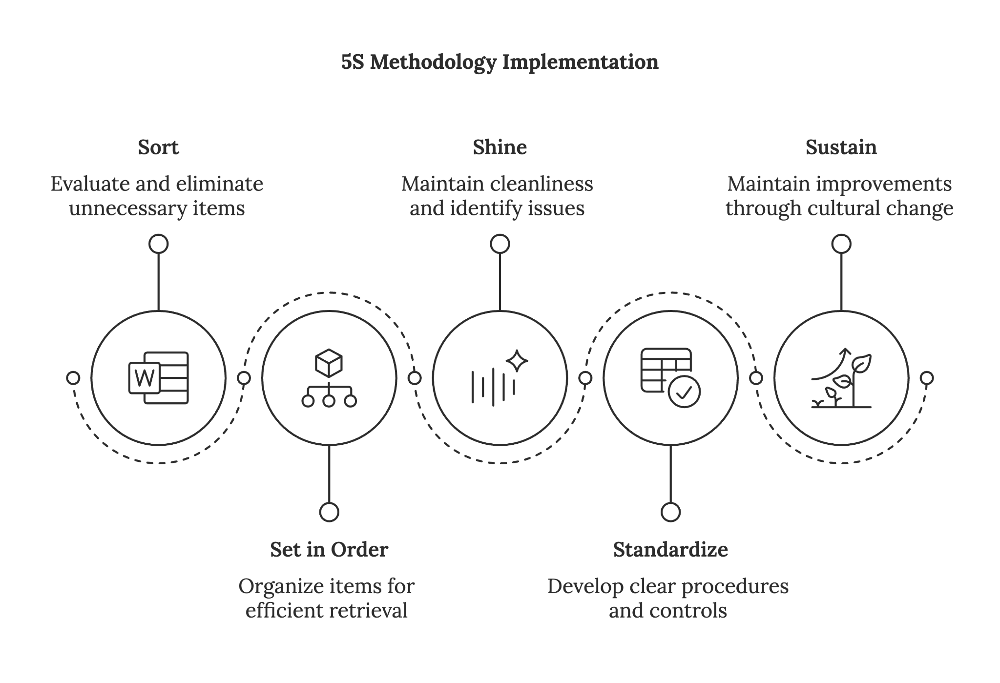 5S Methodology Implementation
Sort
Evaluate and eliminate
unnecessary items
Shine
Maintain cleanliness
and identify issues
Sustain
Maintain improvements
through cultural change
W
Set in Order
Organize items for
efficient retrieval
Standardize
Develop clear procedures
and controls